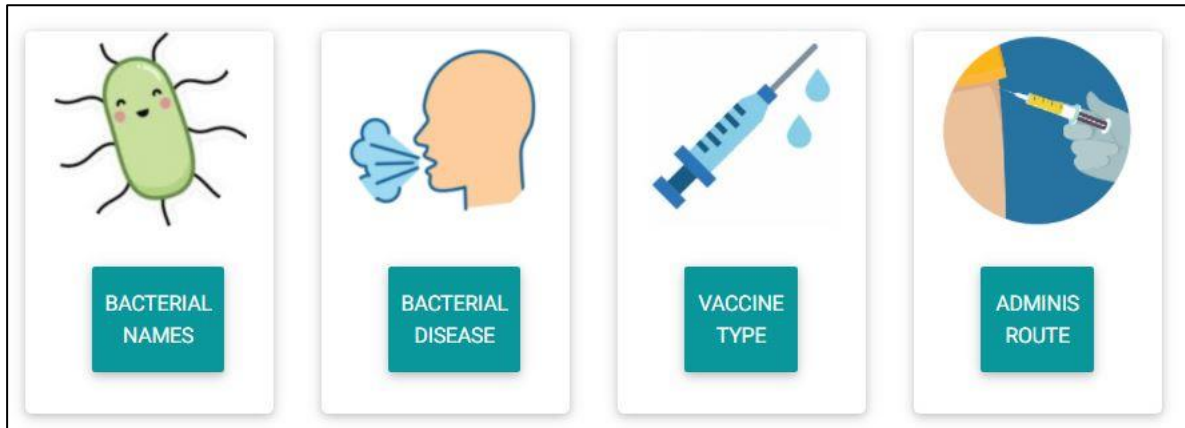 BACTERIAL
NAMES
BACTERIAL
DISEASE
VACCINE
TYPE
ADMINIS
ROUTE